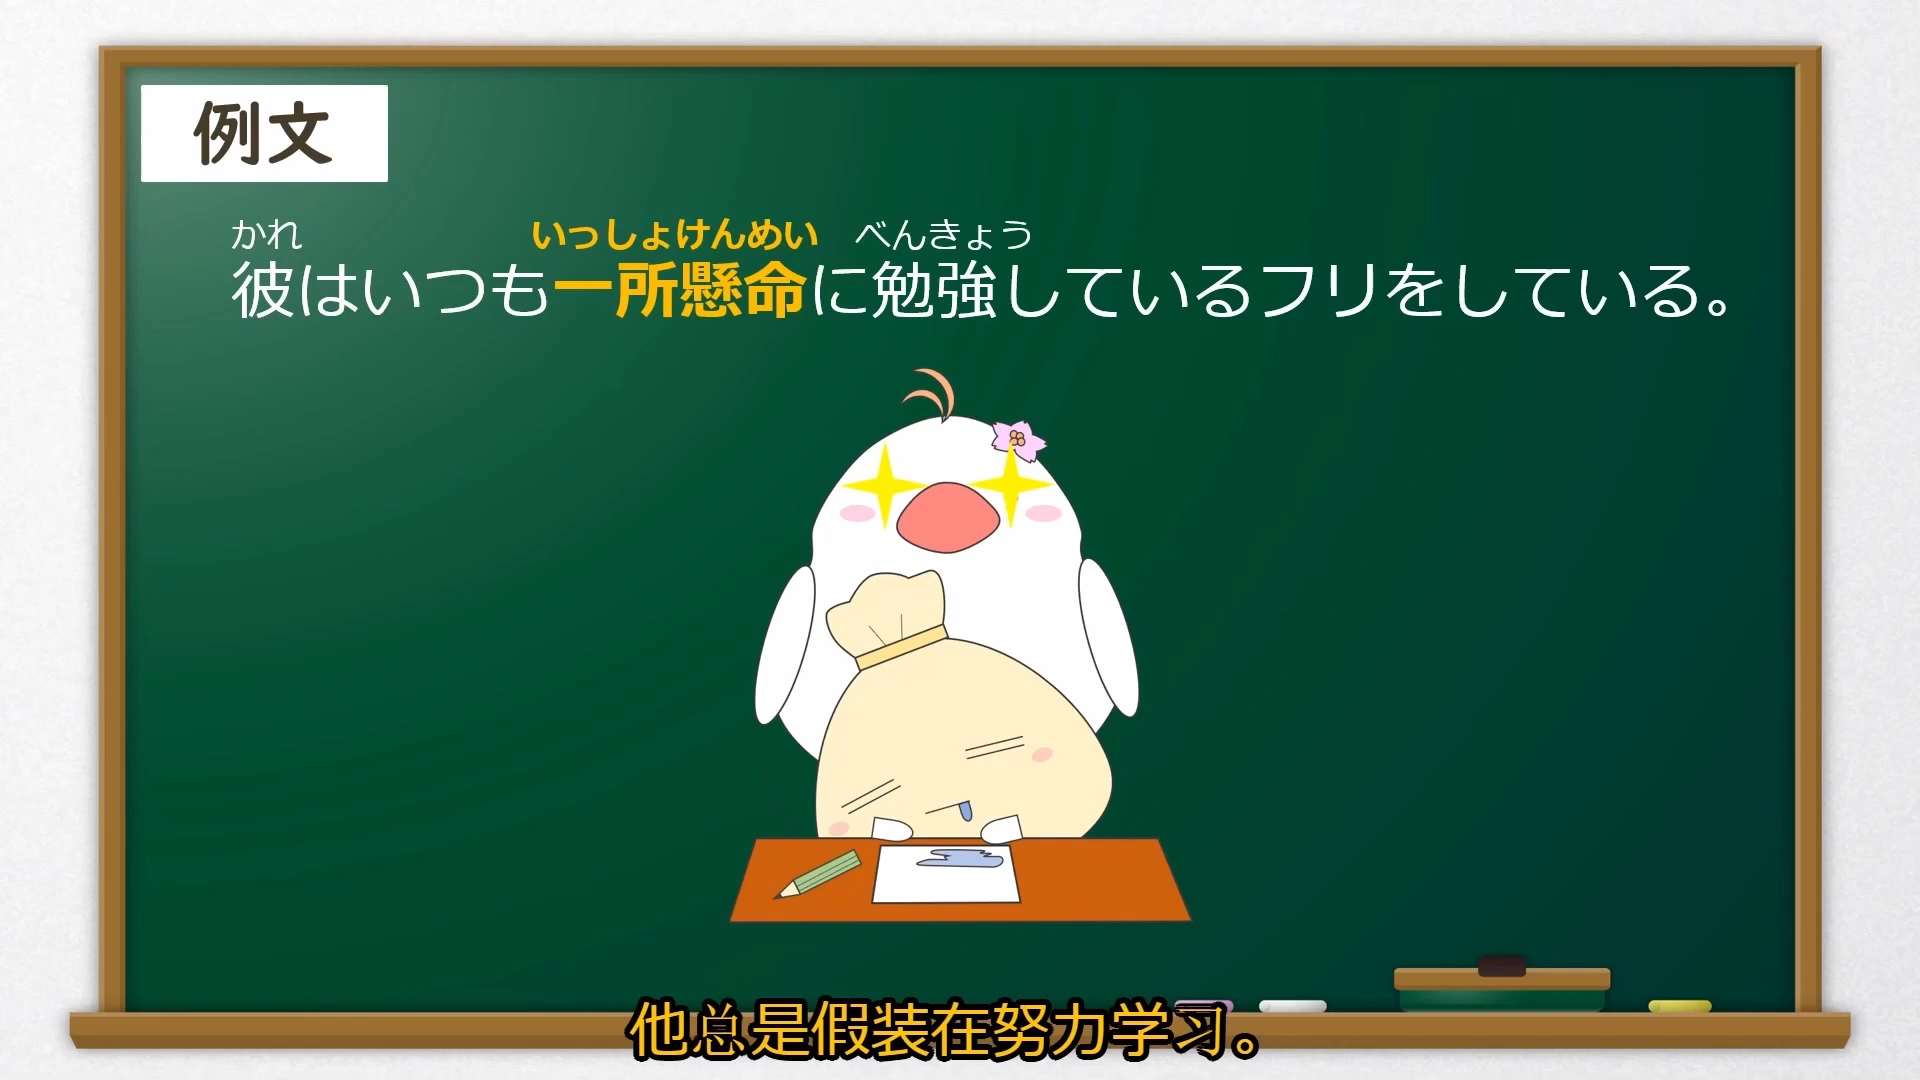 例文
かれ いっしょけんめい べんきょう
彼はいつも一所懸命に勉強しているフリをしている。
他总是假装在努力学习。